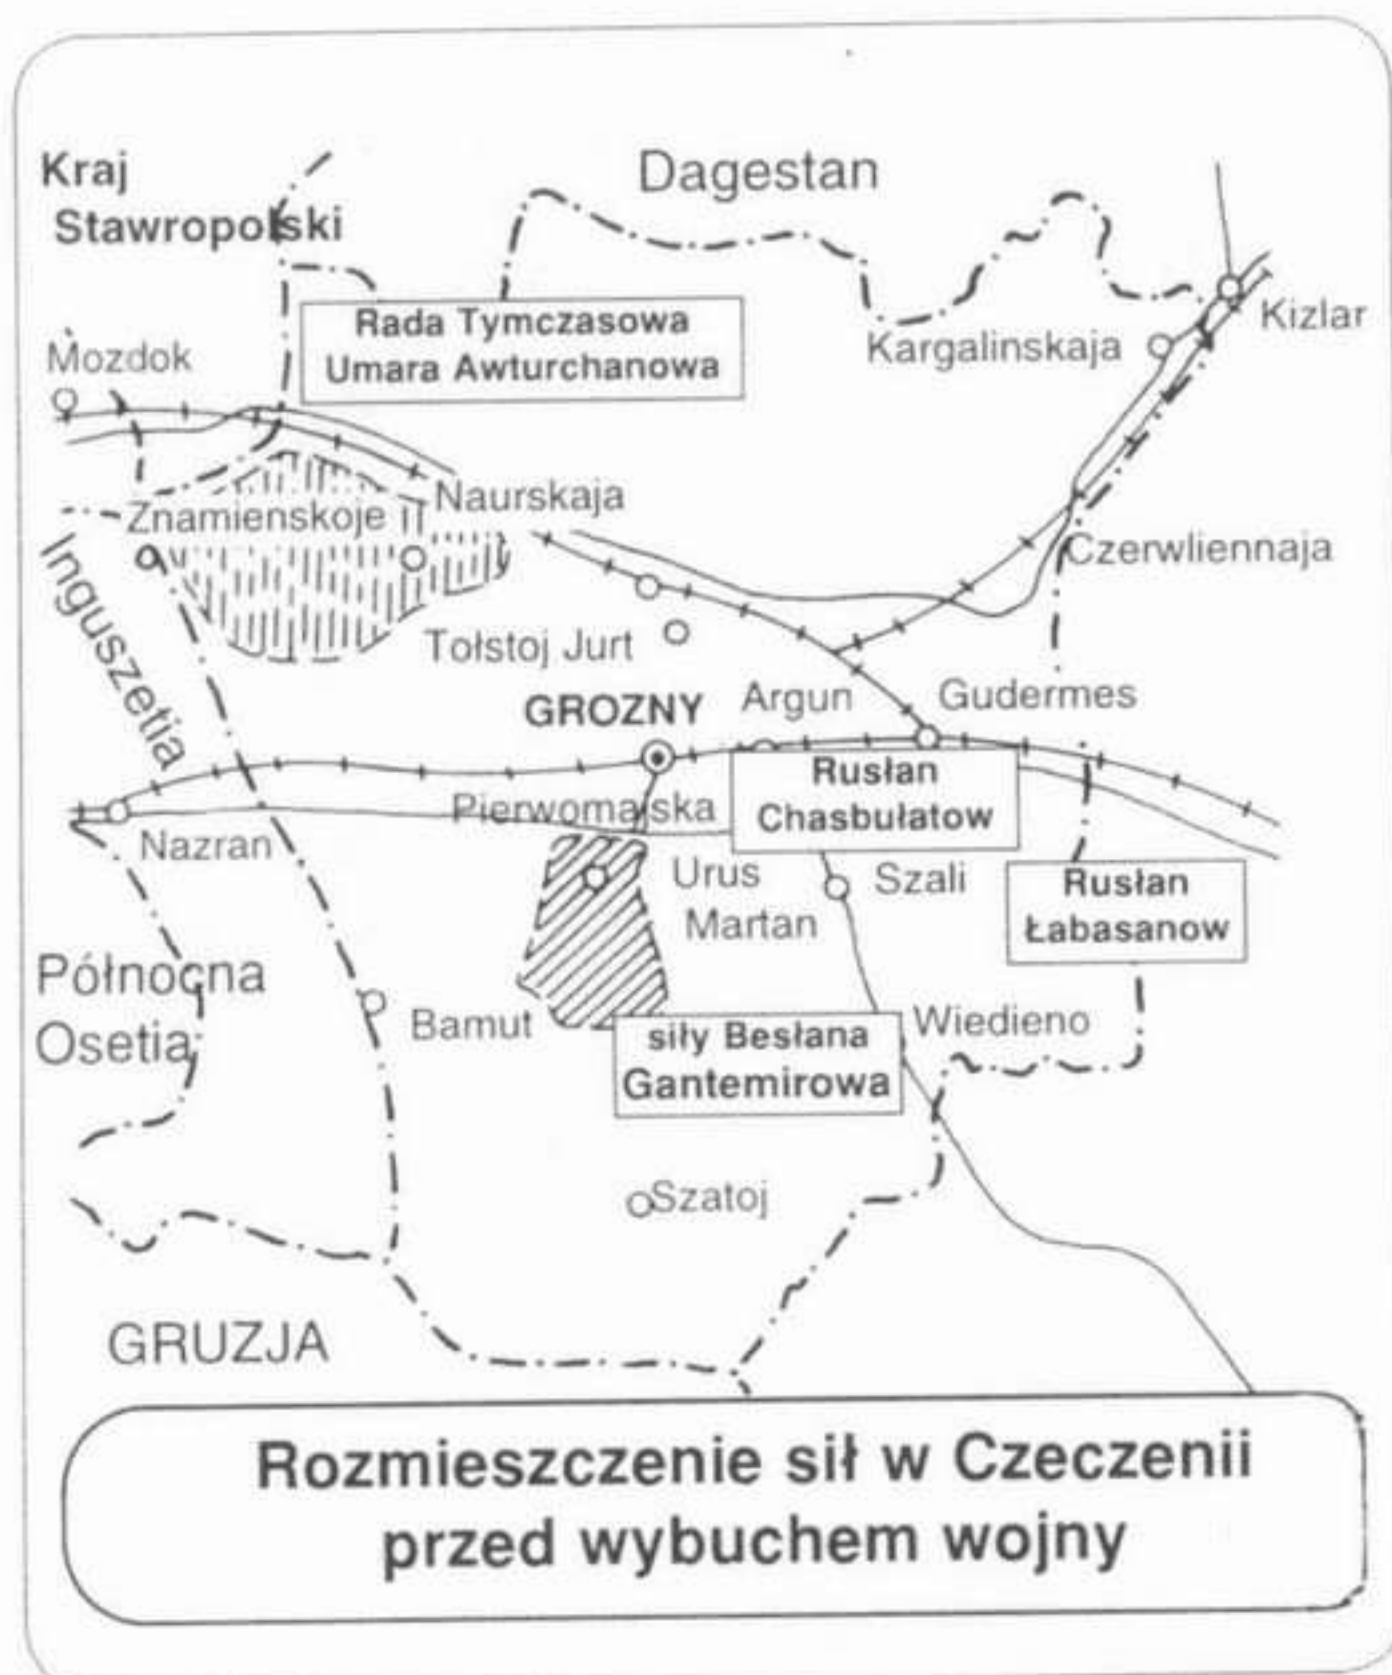 Kraj
Stawropolski
Dagestan
Rada Tymczasowa
Umara Awturchanowa
Mozdok
Kargalinskaja
Kizlar
Znamienskoje
Naurskaja
Czerwliennaja
Inguszetia
Tołstoj Jurt
GROZNY
Argun
Gudermes
Rusłan
Chasbułatow
Pierwomajska
Nazran
Urus
Martan
Szali
Rusłan
Łabasanow
Północna
Osetia
Bamut
siły Besłana
Gantemirowa
Wiedieno
Szatoj
GRUZJA
Rozmieszczenie sił w Czeczenii
przed wybuchem wojny